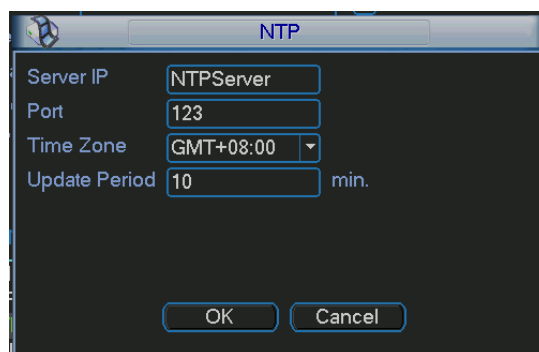 NTP
Server IP NTPServer
Port 123
Time Zone GMT+08:00
Update Period 10 min.
OK Cancel